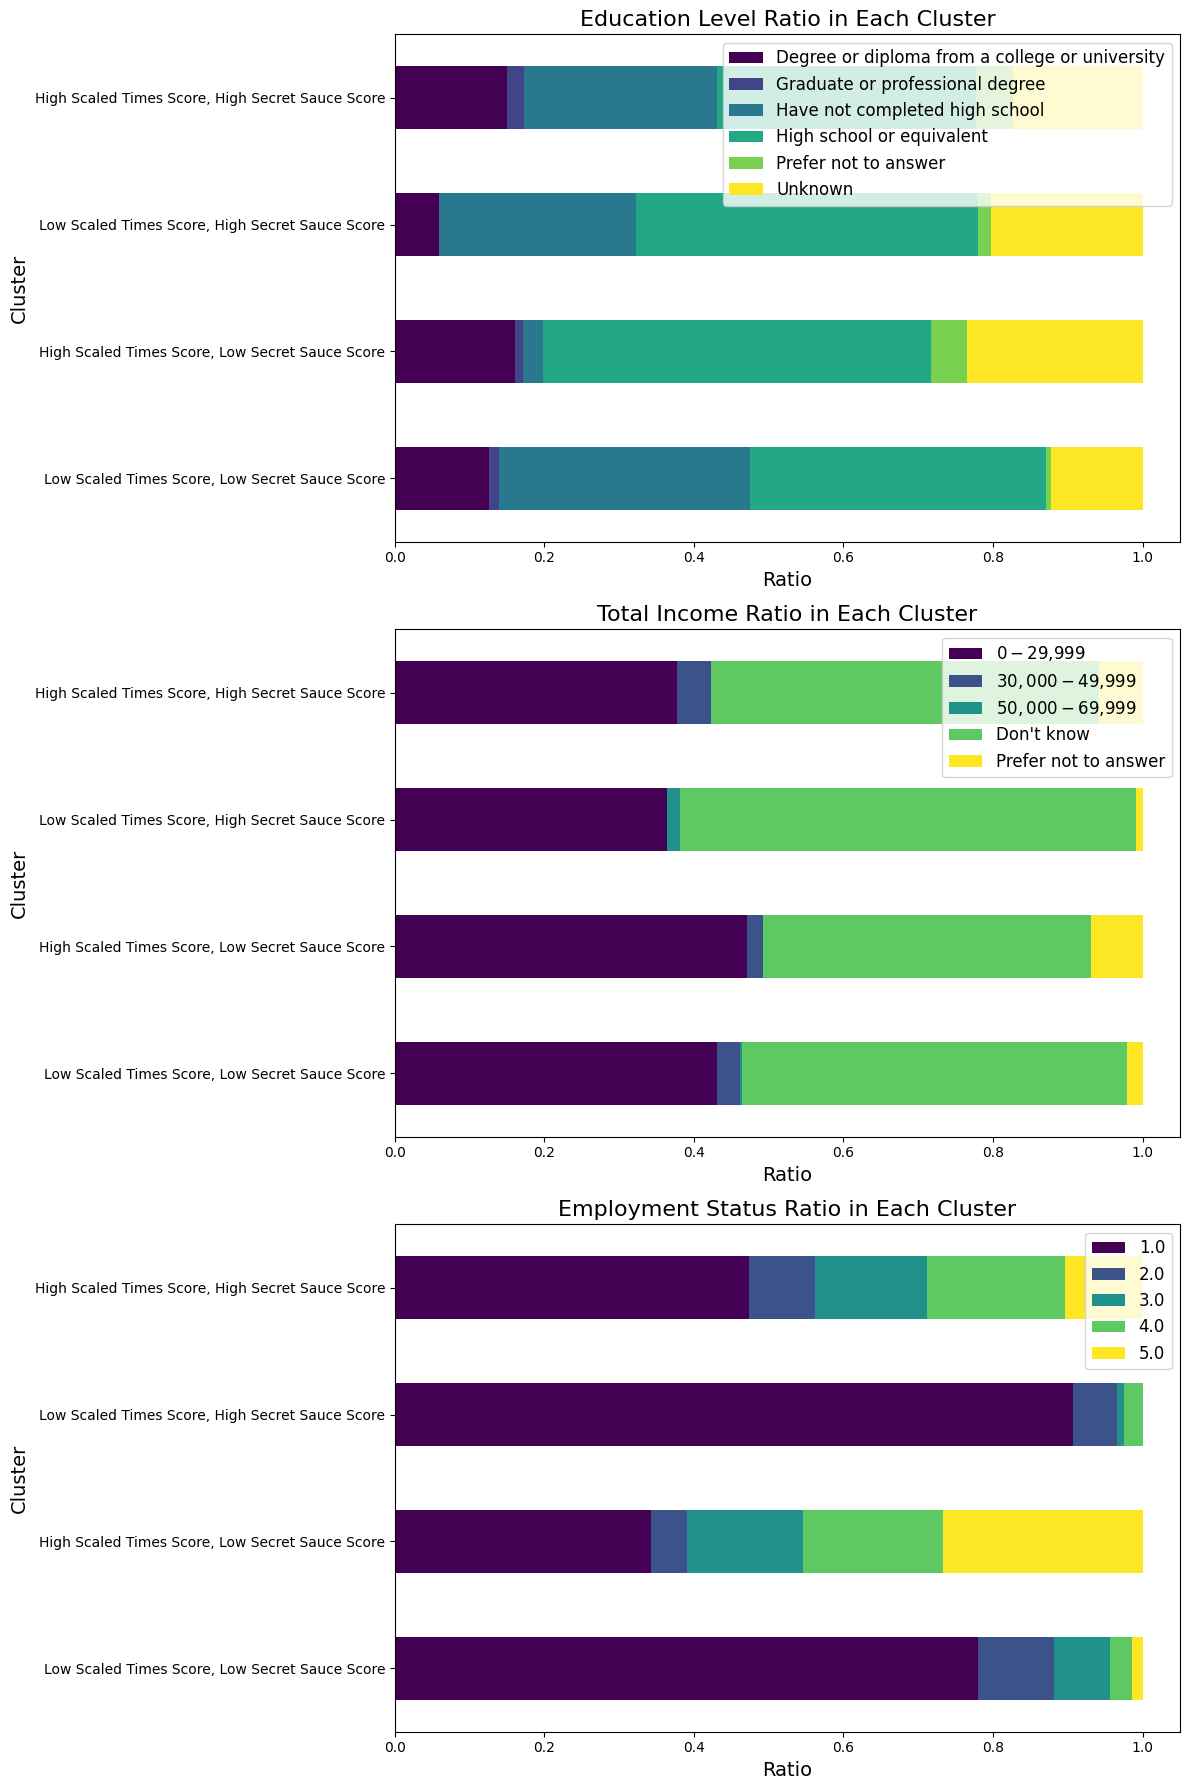 Education Level Ratio in Each Cluster
Degree or diploma from a college or university
Graduate or professional degree
Have not completed high school
High school or equivalent
Prefer not to answer
Unknown
High Scaled Times Score, High Secret Sauce Score
Low Scaled Times Score, High Secret Sauce Score
High Scaled Times Score, Low Secret Sauce Score
Low Scaled Times Score, Low Secret Sauce Score
Cluster
0.0 0.2 0.4 0.6 0.8 1.0
Ratio
Total Income Ratio in Each Cluster
0 − 29,999
30,000 − 49,999
50,000 − 69,999
Don't know
Prefer not to answer
High Scaled Times Score, High Secret Sauce Score
Low Scaled Times Score, High Secret Sauce Score
High Scaled Times Score, Low Secret Sauce Score
Low Scaled Times Score, Low Secret Sauce Score
Cluster
0.0 0.2 0.4 0.6 0.8 1.0
Ratio
Employment Status Ratio in Each Cluster
1.0
2.0
3.0
4.0
5.0
High Scaled Times Score, High Secret Sauce Score
Low Scaled Times Score, High Secret Sauce Score
High Scaled Times Score, Low Secret Sauce Score
Low Scaled Times Score, Low Secret Sauce Score
Cluster
0.0 0.2 0.4 0.6 0.8 1.0
Ratio